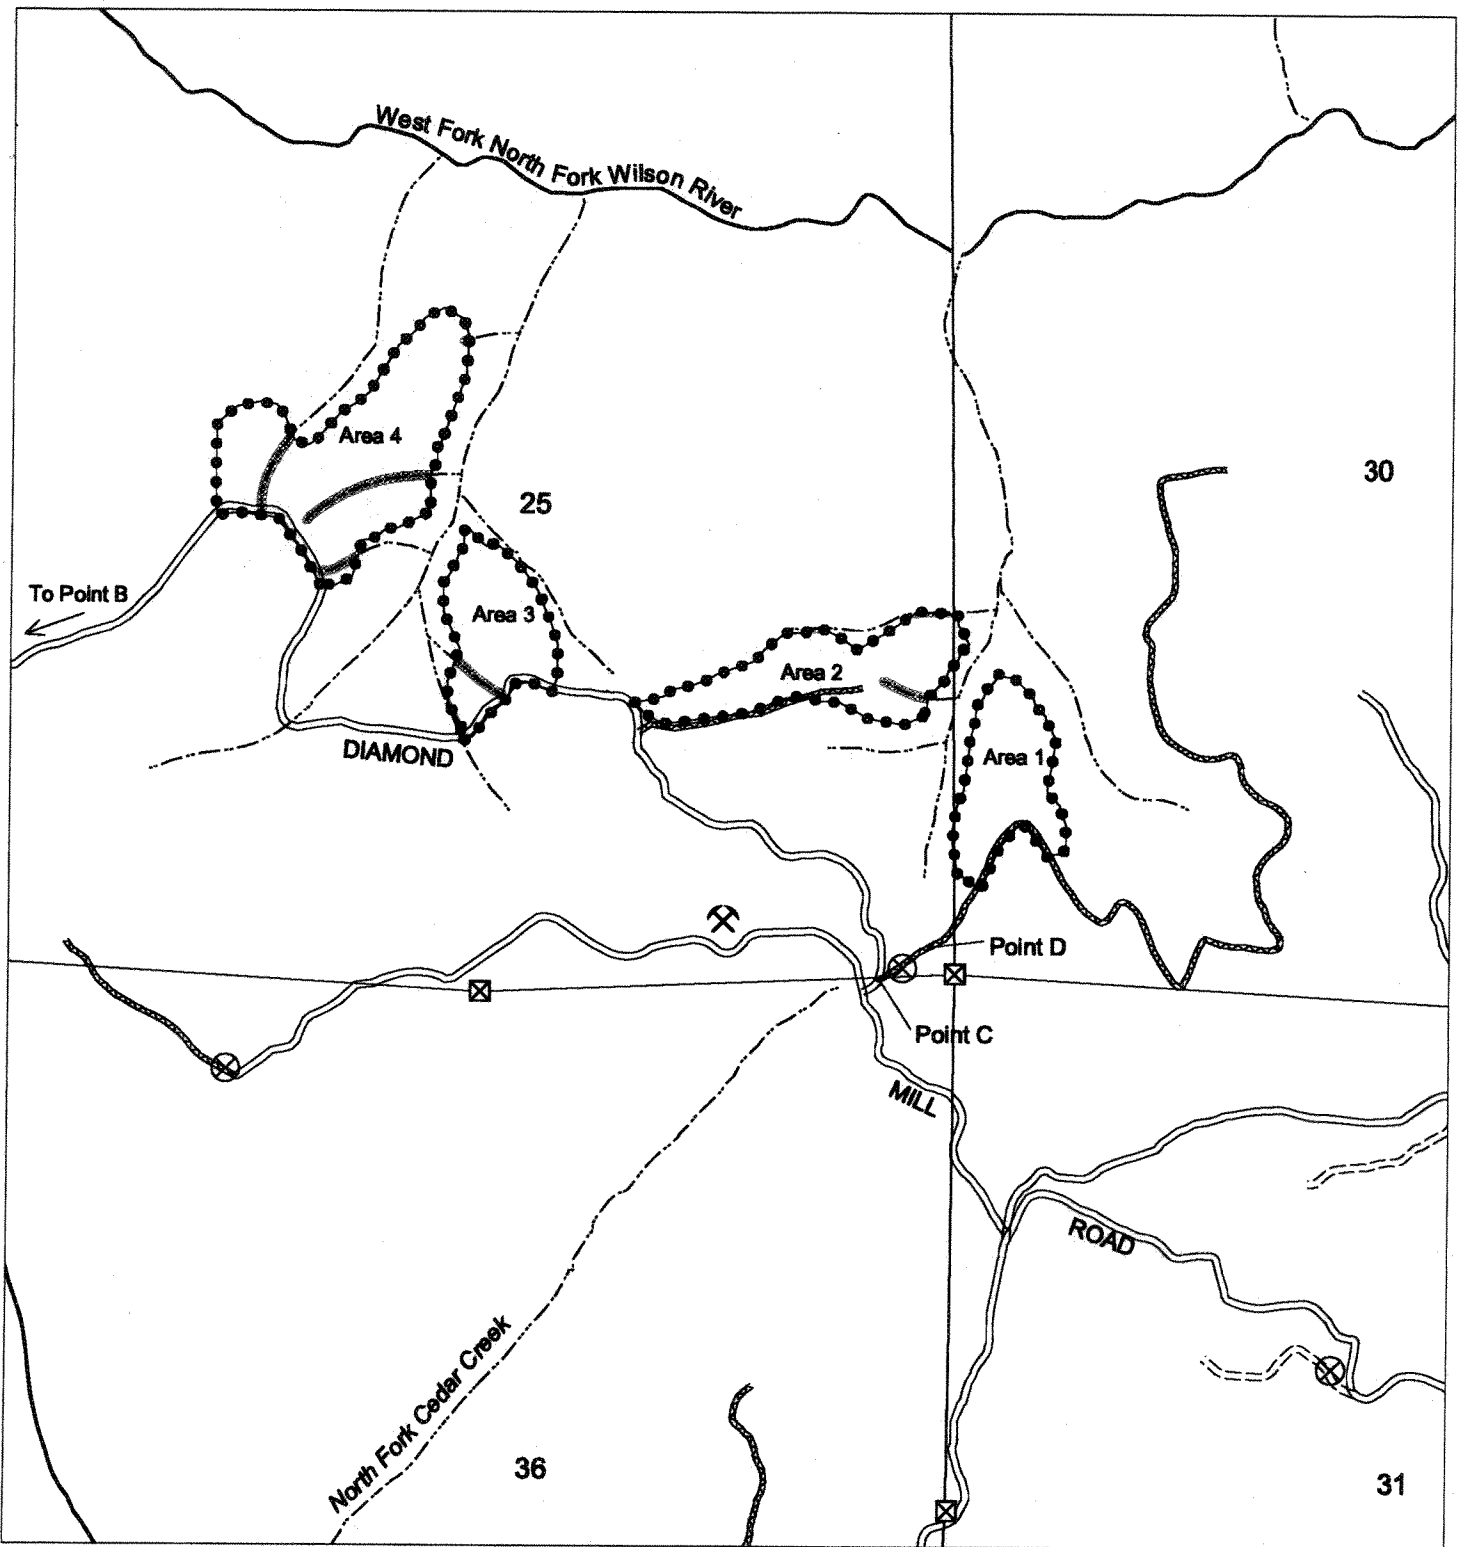 West Fork North Fork Wilson River
Area 4
30
25
To Point B
Area 3
Area 2
DIAMOND
Area 1
Point D
Point C
MILL
ROAD
North Fork Cedar Creek
36
31